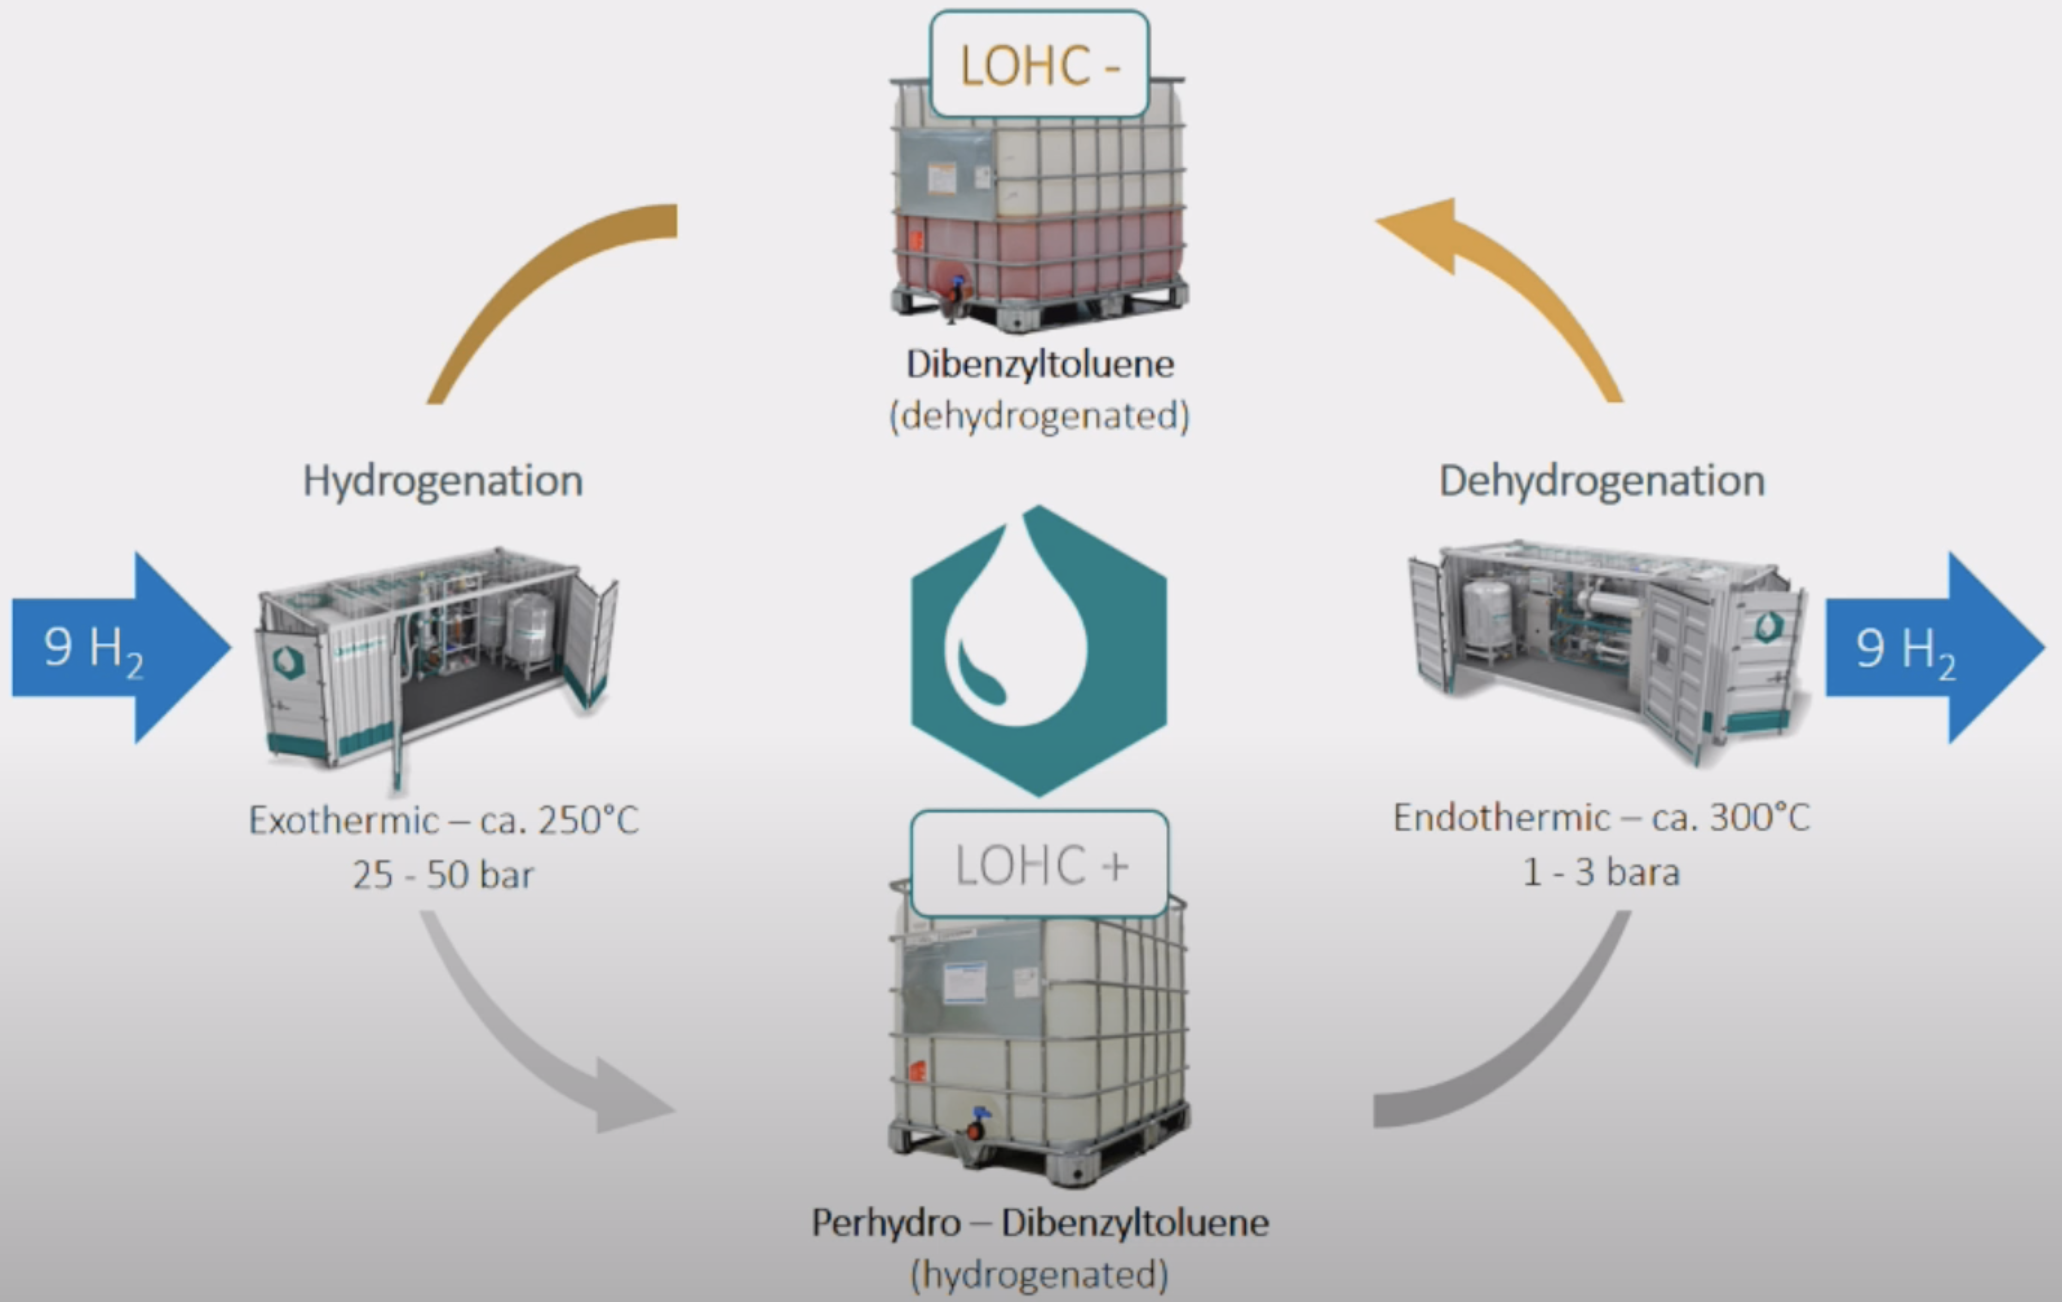 LOHC -
Dibenzyltoluene
(dehydrogenated)
Hydrogenation
Dehydrogenation
9 H₂
9 H₂
Exothermic – ca. 250°C
25 - 50 bar
Endothermic – ca. 300°C
1 - 3 bara
LOHC +
Perhydro – Dibenzyltoluene
(hydrogenated)